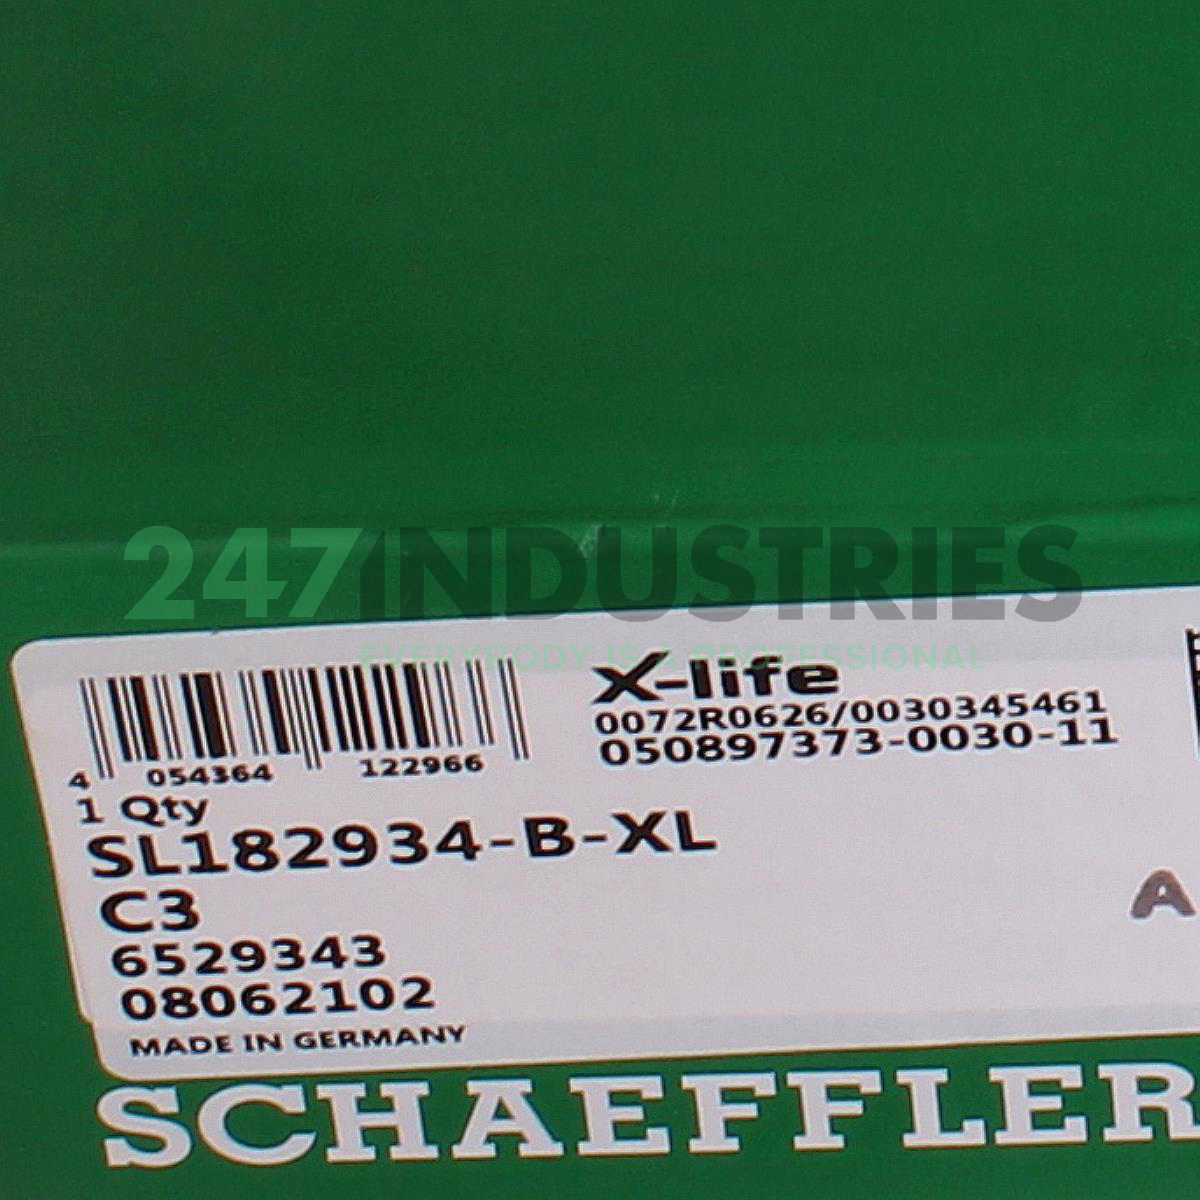 247INDUSTRIES
EVERYBODY IS A PROFESSIONAL
X-life
0072R0626/0030345461
050897373-0030-11
4 054364 122966
1 Qty
SL182934-B-XL
C3
A
6529343
08062102
MADE IN GERMANY
SCHAEFFLER